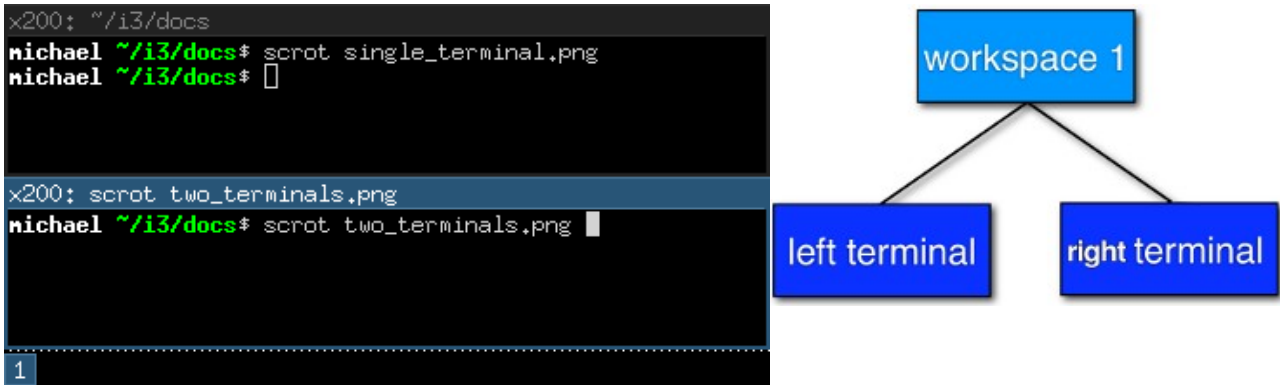 x200: ~/i3/docs
michael ~/i3/docs$ scrot single_terminal.png
michael ~/i3/docs$
x200: scrot two_terminals.png
michael ~/i3/docs$ scrot two_terminals.png
1
workspace 1
left terminal
right terminal